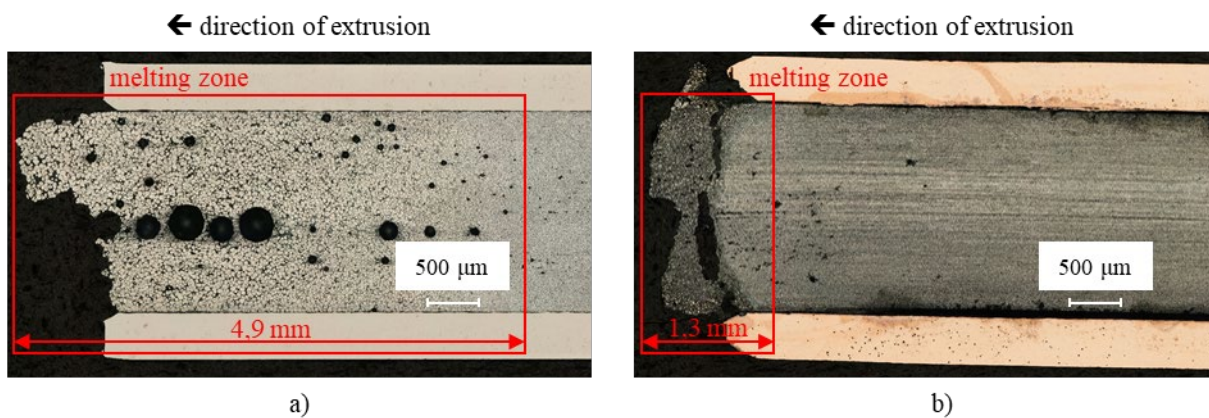 🡸 direction of extrusion
🡸 direction of extrusion
melting zone
500 µm
4,9 mm
a)
melting zone
500 µm
1,3 mm
b)